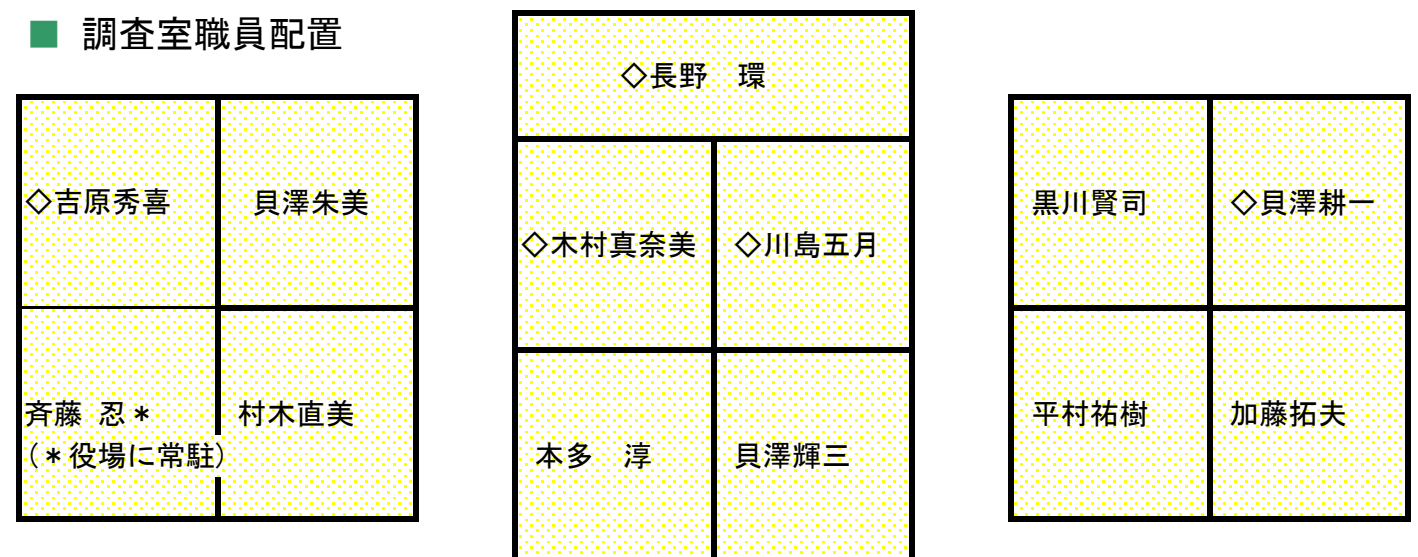 ■ 調査室職員配置
◇吉原秀喜
貝澤朱美
斉藤 忍*
(*役場に常駐)
村木直美
◇長野　環
◇木村真奈美
◇川島五月
本多　淳
貝澤輝三
黒川賢司
◇貝澤耕一
平村祐樹
加藤拓夫